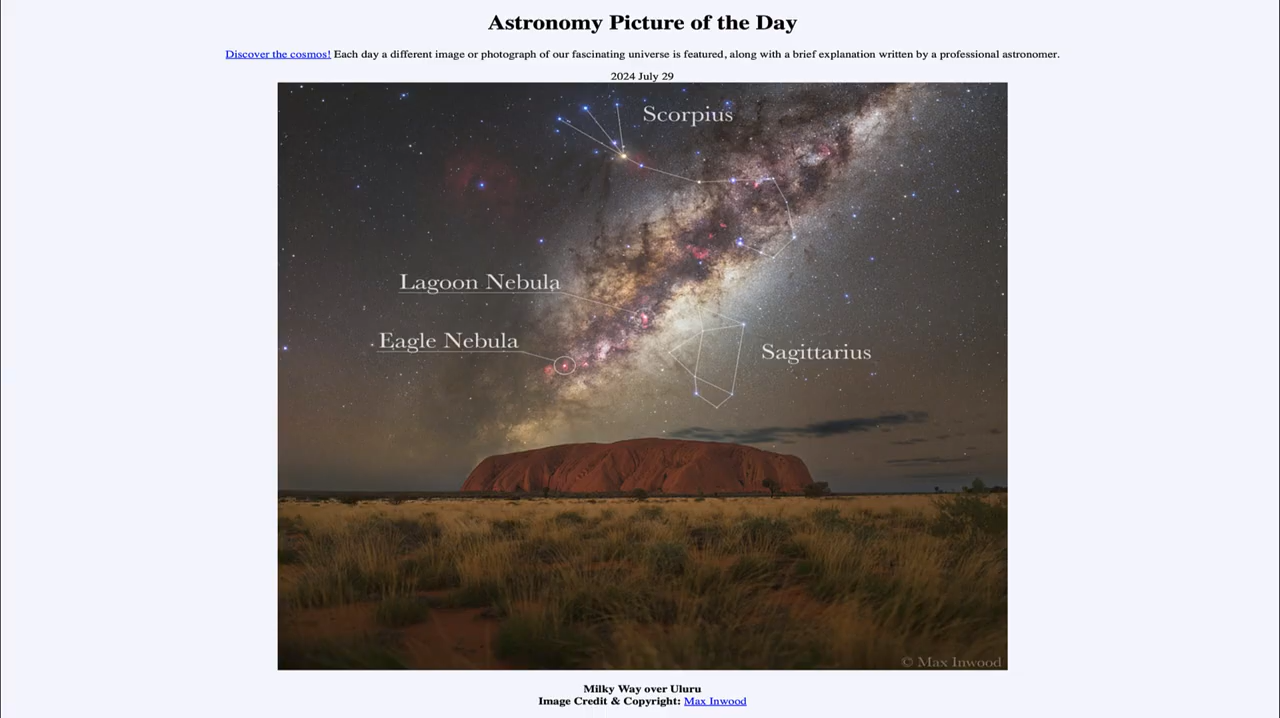 Astronomy Picture of the Day
Discover the cosmos! Each day a different image or photograph of our fascinating universe is featured, along with a brief explanation written by a professional astronomer.
2024 July 29
Scorpius
Lagoon Nebula
Eagle Nebula
Sagittarius
© Max Inwood
Milky Way over Uluru
Image Credit & Copyright: Max Inwood